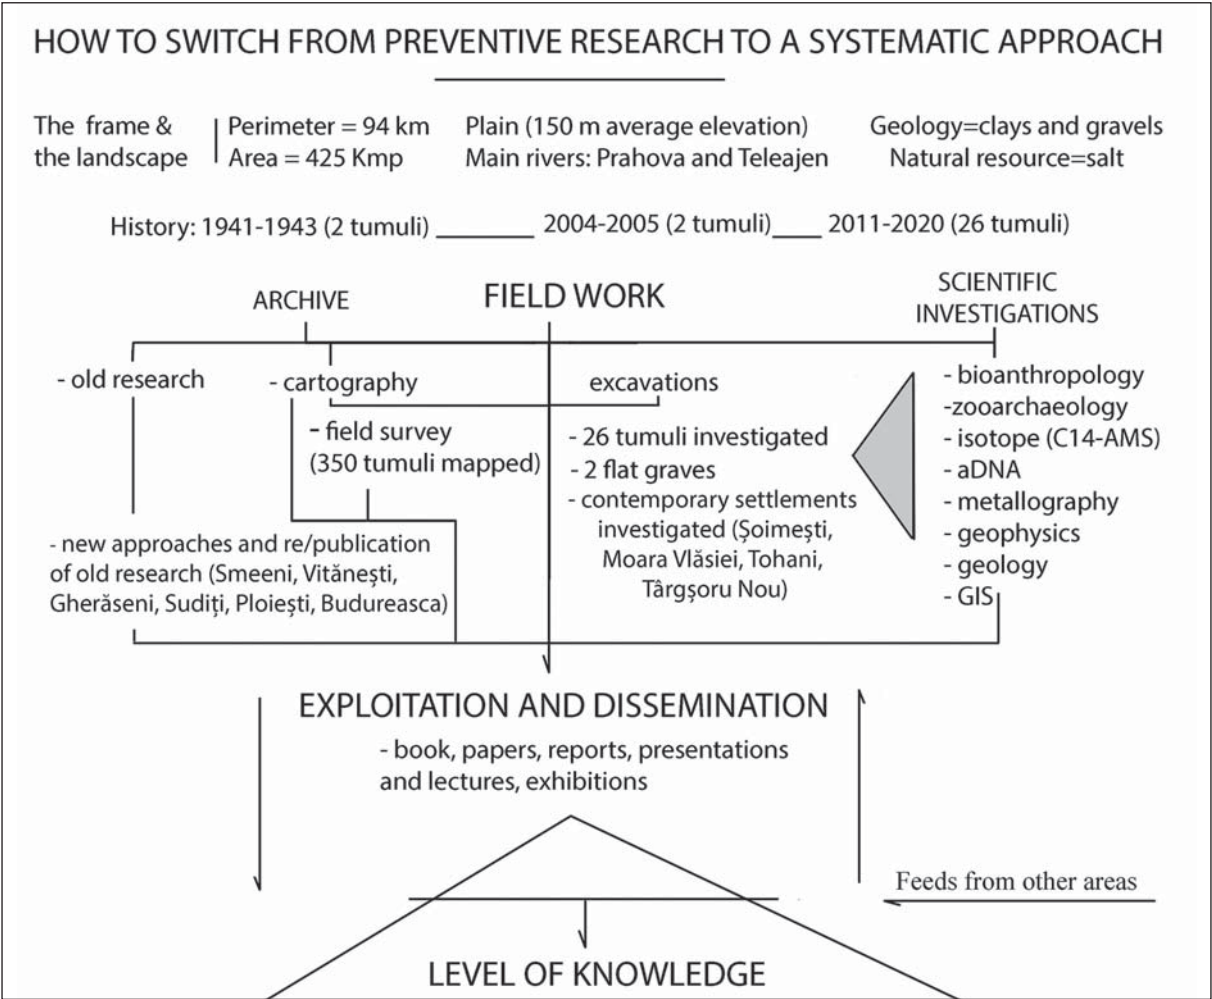 HOW TO SWITCH FROM PREVENTIVE RESEARCH TO A SYSTEMATIC APPROACH
The frame &
the landscape
Perimeter = 94 km
Area = 425 Kmp
Plain (150 m average elevation)
Main rivers: Prahova and Teleajen
Geology=clays and gravels
Natural resource=salt
History: 1941-1943 (2 tumuli) 2004-2005 (2 tumuli) 2011-2020 (26 tumuli)
ARCHIVE
FIELD WORK
SCIENTIFIC
INVESTIGATIONS
- old research
- cartography
- field survey
(350 tumuli mapped)
excavations
- 26 tumuli investigated
- 2 flat graves
- contemporary settlements
investigated (Șoimești,
Moara Vlăsiei, Tohani,
Târgșoru Nou)
- bioanthropology
-zooarchaeology
- isotope (C14-AMS)
- aDNA
- metallography
- geophysics
- geology
- GIS
- new approaches and re/publication
of old research (Smeeni, Vitănești,
Gherăseni, Sudiți, Ploiești, Budureasca)
EXPLOITATION AND DISSEMINATION
- book, papers, reports, presentations
and lectures, exhibitions
Feeds from other areas
LEVEL OF KNOWLEDGE